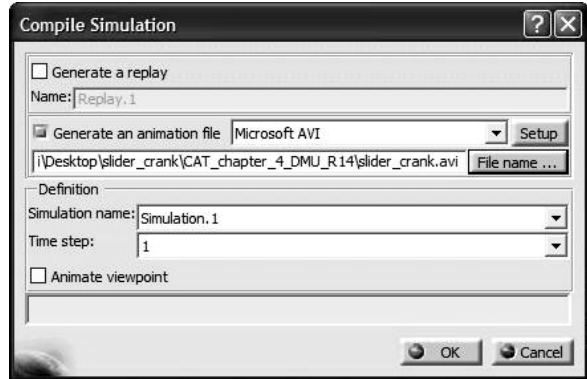 Compile Simulation
Generate a replay
Name: Replay.1
Generate an animation file Microsoft AVI Setup
i\Desktop\slider_crank\CAT_chapter_4_DMU_R14\slider_crank.avi File name ...
Definition
Simulation name: Simulation.1
Time step: 1
Animate viewpoint
OK Cancel